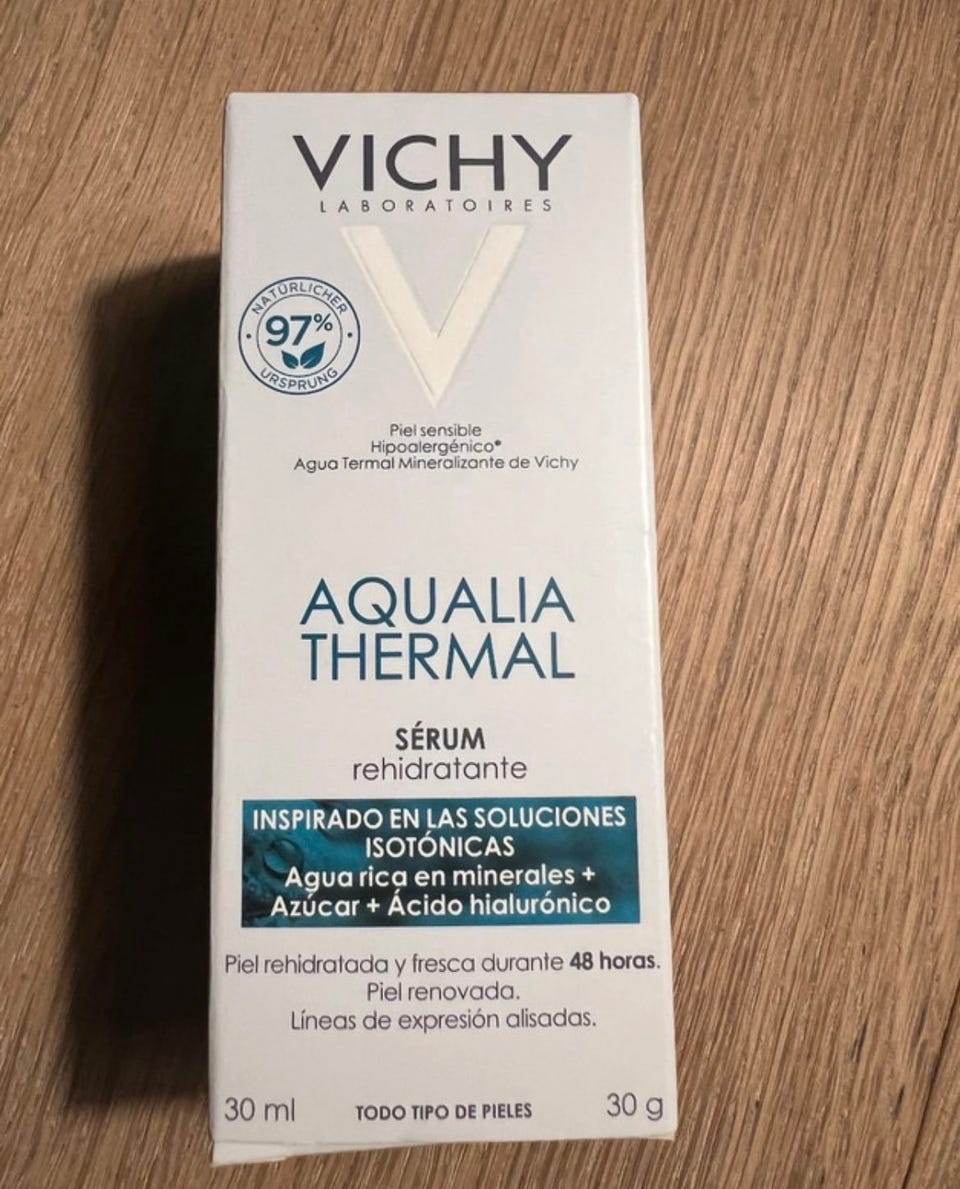 VICHY
LABORATOIRES
NATÜRLICHER
97%
URSPRUNG
Piel sensible
Hipoalergénico*
Agua Termal Mineralizante de Vichy
AQUALIA
THERMAL
SÉRUM
rehidratante
INSPIRADO EN LAS SOLUCIONES
ISOTÓNICAS
Agua rica en minerales +
Azúcar + Ácido hialurónico
Piel rehidratada y fresca durante 48 horas.
Piel renovada.
Líneas de expresión alisadas.
30 ml TODO TIPO DE PIELES 30 g